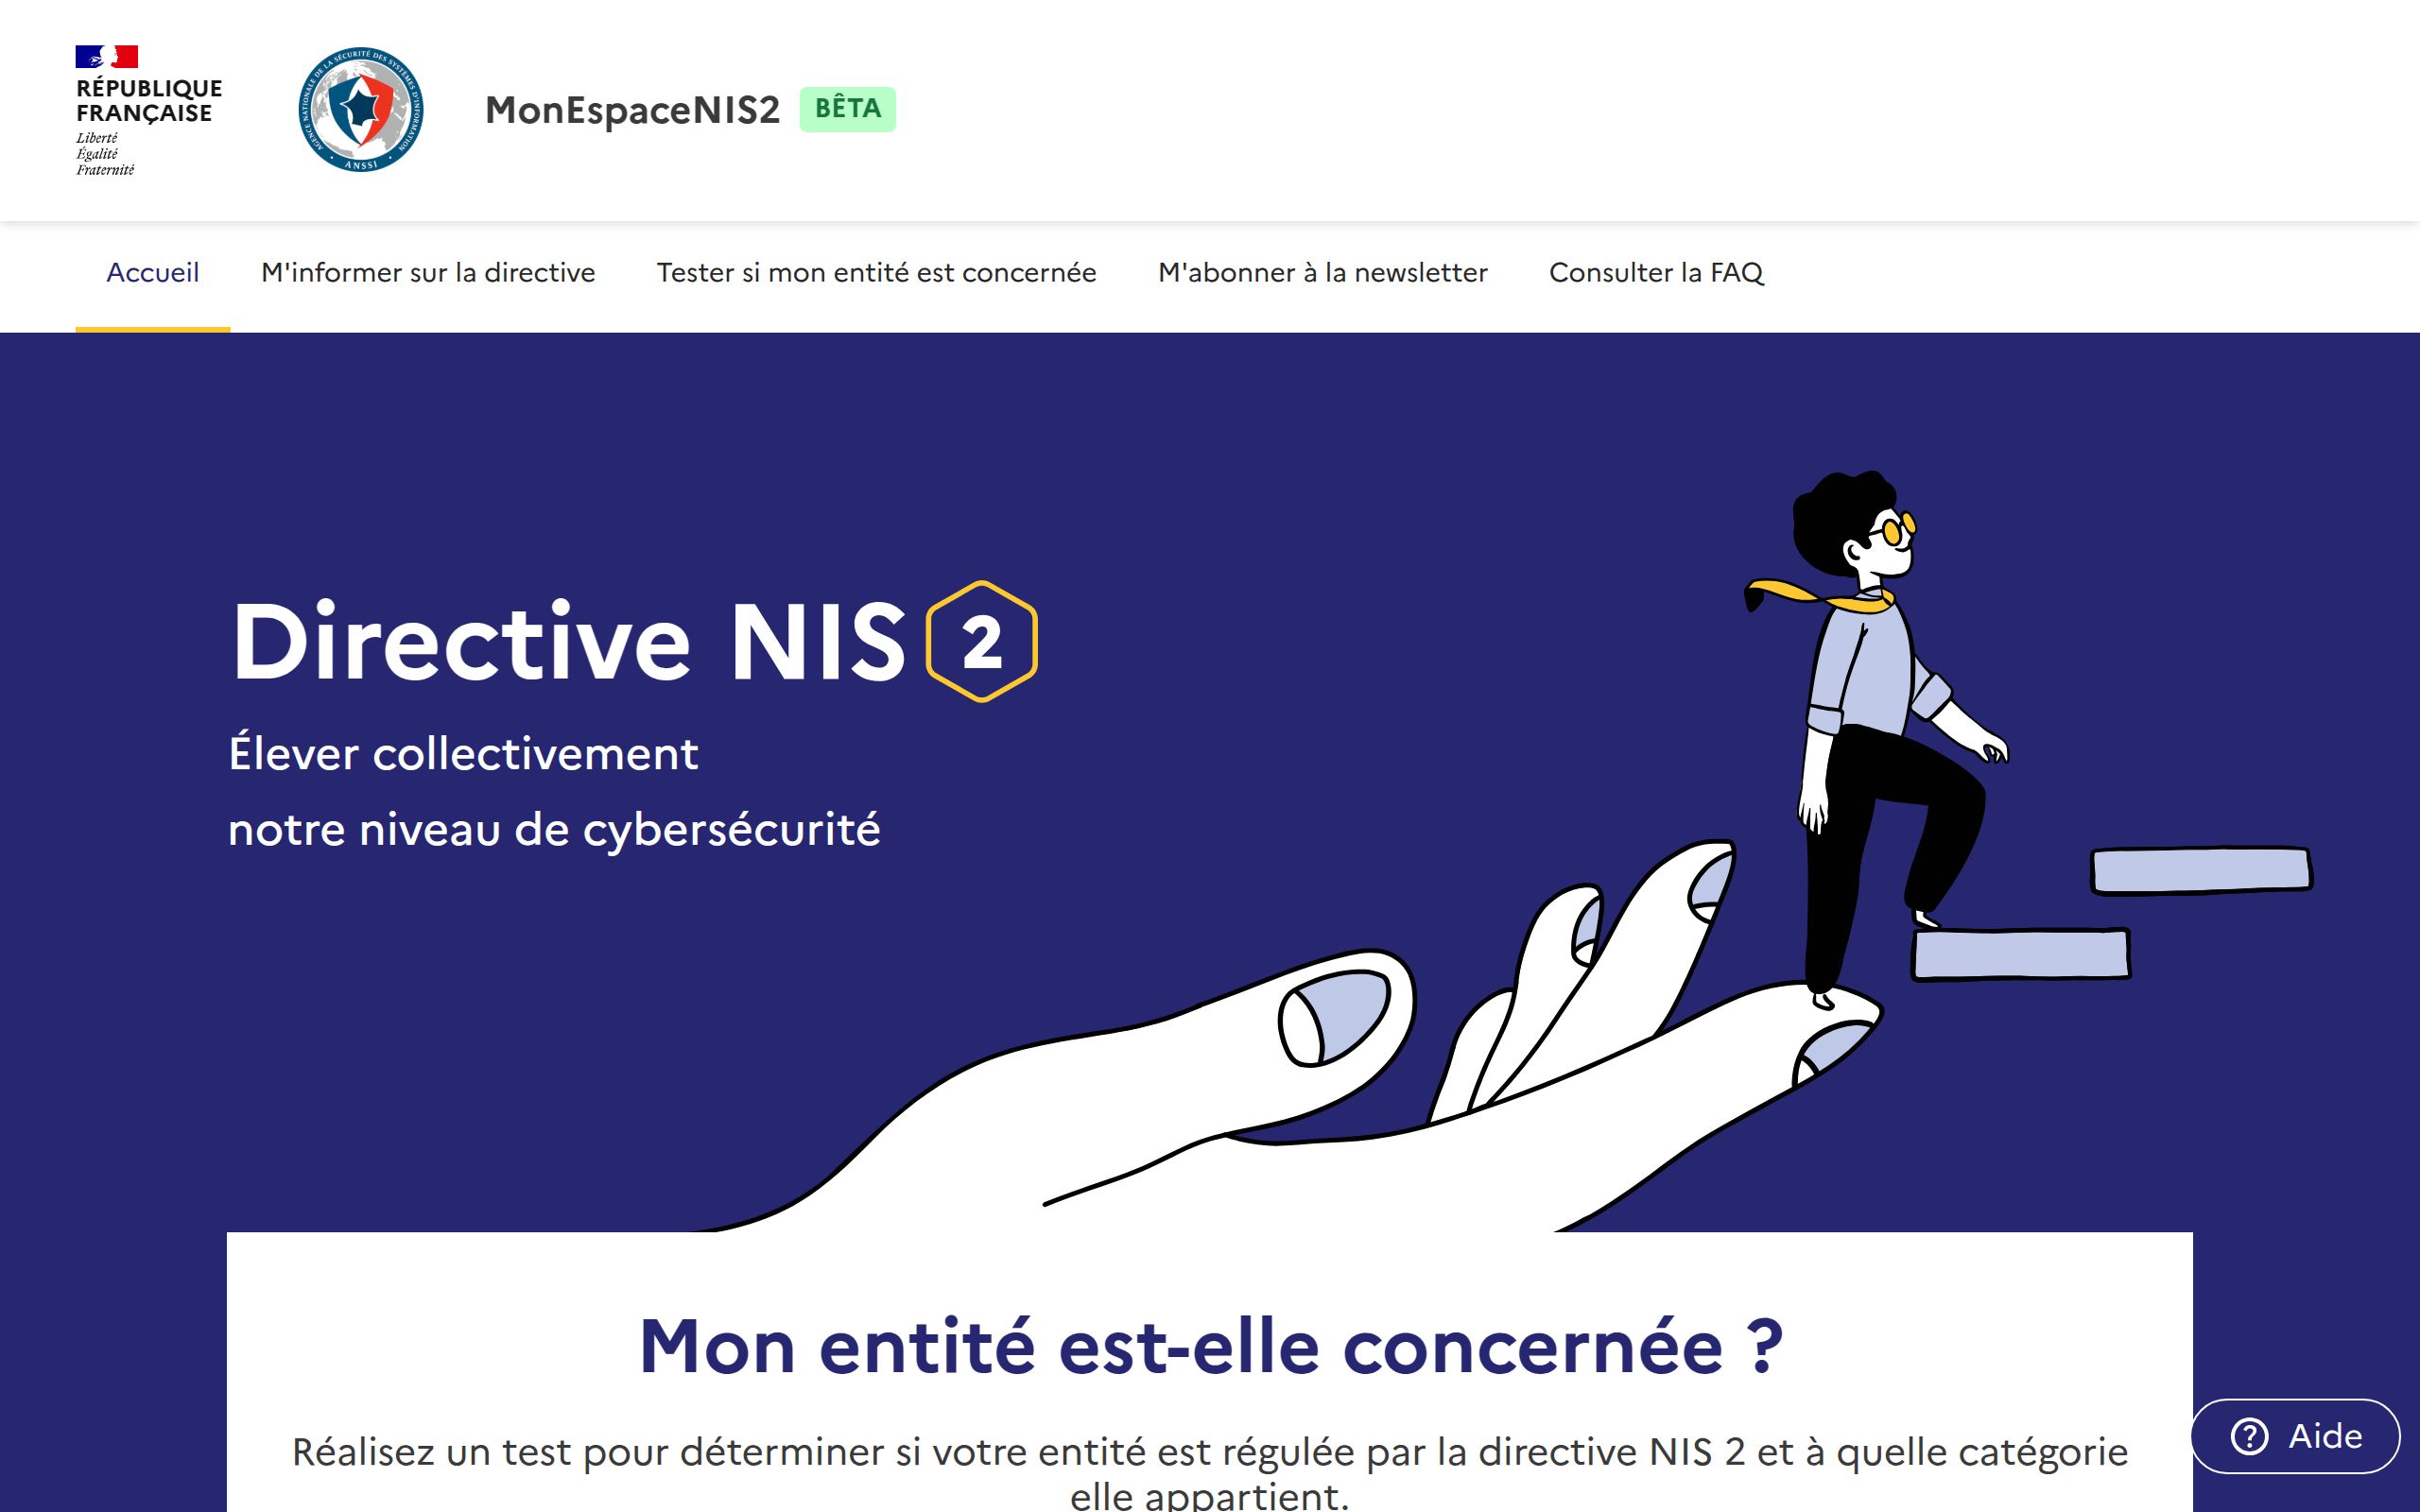 RÉPUBLIQUE
FRANÇAISE
Liberté
Égalité
Fraternité
AGENCE NATIONALE DE LA SÉCURITÉ DES SYSTÈMES D'INFORMATION
ANSSI
MonEspaceNIS2 BÊTA
Accueil M'informer sur la directive Tester si mon entité est concernée M'abonner à la newsletter Consulter la FAQ
Directive NIS 2
Élever collectivement
notre niveau de cybersécurité
Mon entité est-elle concernée ?
Réalisez un test pour déterminer si votre entité est régulée par la directive NIS 2 et à quelle catégorie
elle appartient.
Aide